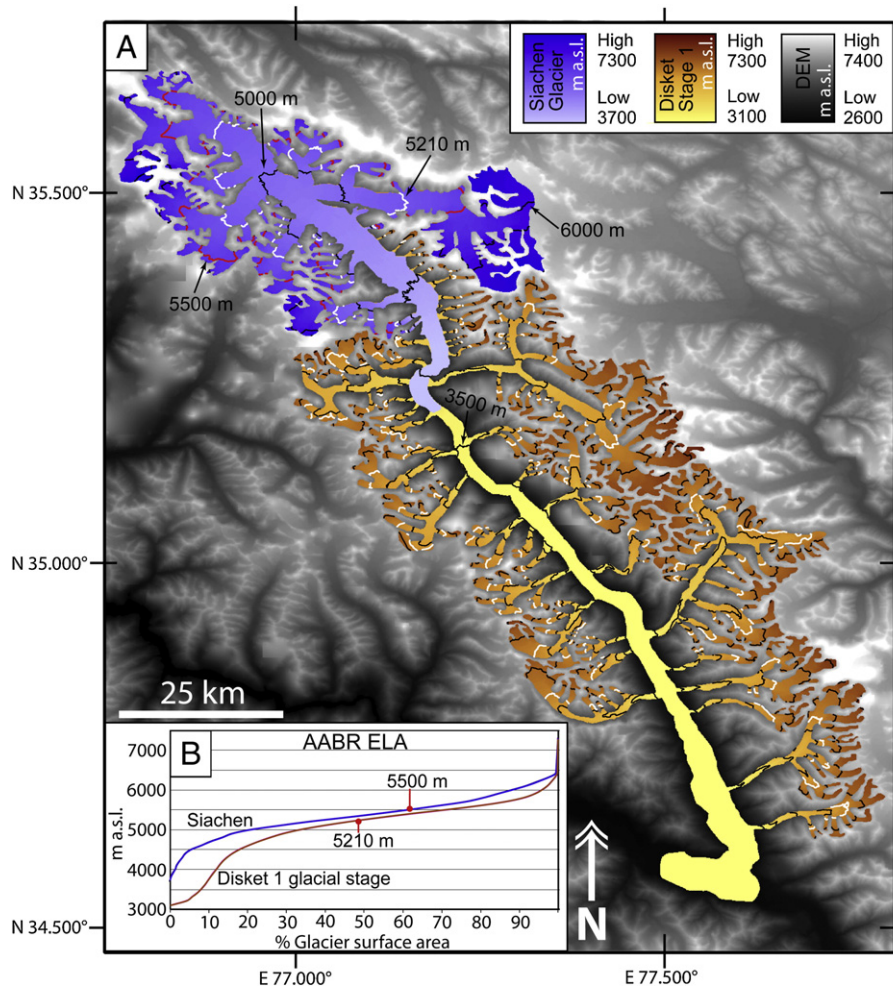 A
Siachen
Glacier
m a.s.l.
High
7300
Low
3700
Disket
Stage 1
m a.s.l.
High
7300
Low
3100
DEM
m a.s.l.
High
7400
Low
2600
5000 m
5210 m
N 35.500°
6000 m
5500 m
3500 m
N 35.000°
25 km
B
AABR ELA
7000
6000
5000
4000
3000
m a.s.l.
5500 m
Siachen
5210 m
Disket 1 glacial stage
0 10 20 30 40 50 60 70 80 90
% Glacier surface area
N
N 34.500°
E 77.000°
E 77.500°